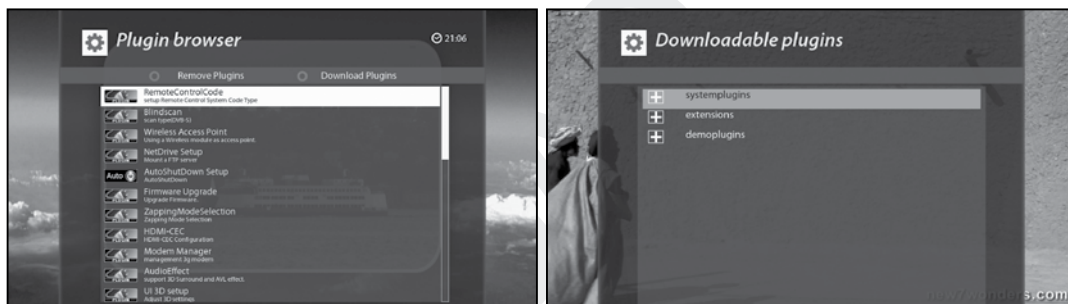 Plugin browser
21:06
Remove Plugins
Download Plugins
RemoteControlCode
setup Remote Control System Code Type
Blindscan
scan type(DVB-S)
Wireless Access Point
Using a Wireless module as access point.
NetDrive Setup
Mount a FTP server
Auto
AutoShutDown Setup
AutoShutDown
Firmware Upgrade
Upgrade Firmware.
ZappingModeSelection
Zapping Mode Selection
HDMI-CEC
HDMI-CEC Configuration
Modem Manager
management 3g modem
AudioEffect
support 3D Surround and AVL effect.
UI 3D setup
Adjust 3D settings
Downloadable plugins
systemplugins
extensions
demoplugins
new7wonders.com